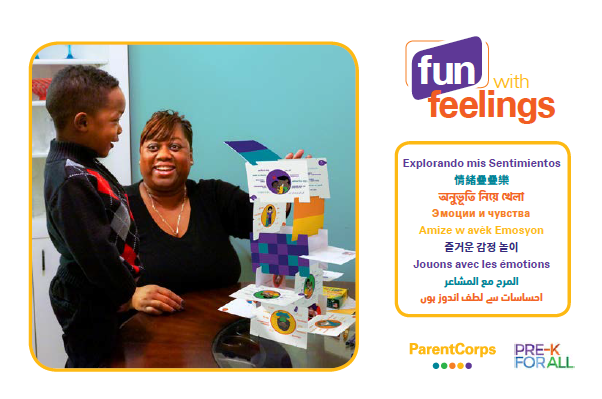 fun with
feelings
Explorando mis Sentimientos
情緒疊疊樂
অনুভূতি নিয়ে খেলা
Эмоции и чувства
Amize w avèk Emosyon
즐거운 감정 놀이
Jouons avec les émotions
المرح مع المشاعر
احساسات سے لطف اندوز ہوں
ParentCorps
PRE-K
FOR ALL